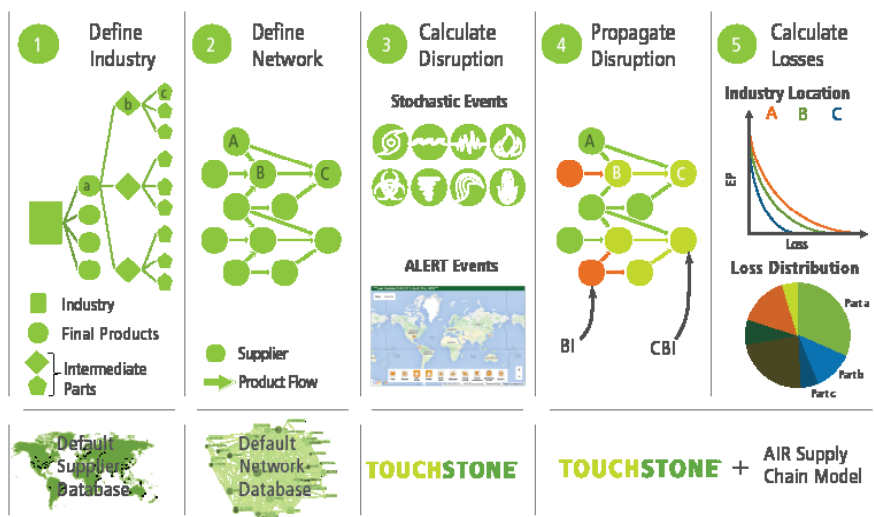 1 Define
Industry
b
c
a
Industry
Final Products
Intermediate
Parts
2 Define
Network
A
B
C
Supplier
Product Flow
3 Calculate
Disruption
Stochastic Events
ALERT Events
4 Propagate
Disruption
A
B
C
BI
CBI
5 Calculate
Losses
Industry Location
A B C
EP
Loss
Loss Distribution
Part a
Part b
Part c
Default
Supplier
Database
Default
Network
Database
TOUCHSTONE
TOUCHSTONE + AIR Supply
Chain Model